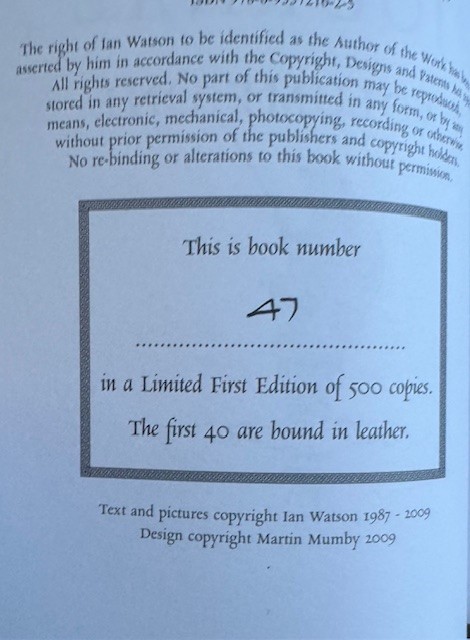 The right of Ian Watson to be identified as the Author of the Work has been
asserted by him in accordance with the Copyright, Designs and Patents Act
All rights reserved. No part of this publication may be reproduced,
stored in any retrieval system, or transmitted in any form, or by any
means, electronic, mechanical, photocopying, recording or otherwise
without prior permission of the publishers and copyright holders.
No re-binding or alterations to this book without permission.
This is book number
47
in a Limited First Edition of 500 copies.
The first 40 are bound in leather.
Text and pictures copyright Ian Watson 1987 - 2009
Design copyright Martin Mumby 2009